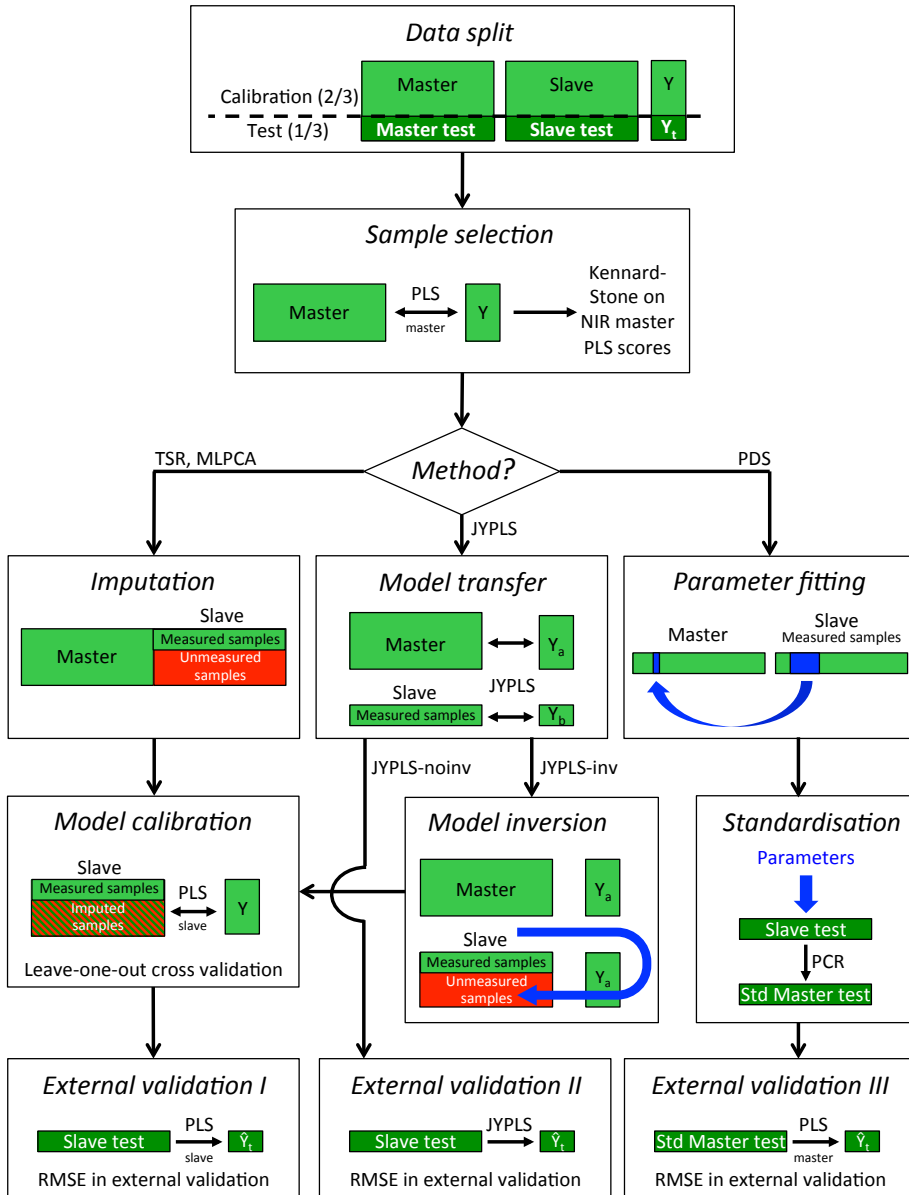 Data split
Master
Slave
Y
Calibration (2/3)
Test (1/3)
Master test
Slave test
Yt
Sample selection
Master
PLS
master
Y
Kennard-
Stone on
NIR master
PLS scores
Method?
TSR, MLPCA
PDS
JYPLS
Imputation
Slave
Master
Measured samples
Unmeasured
samples
Model transfer
Master
Ya
Slave
JYPLS
Measured samples
Yb
Parameter fitting
Master
Slave
Measured samples
JYPLS-noinv
JYPLS-inv
Model calibration
Slave
Measured samples
Imputed
samples
PLS
slave
Y
Leave-one-out cross validation
Model inversion
Master
Ya
Slave
Measured samples
Unmeasured
samples
Ya
Standardisation
Parameters
Slave test
PCR
Std Master test
External validation I
Slave test
PLS
slave
Ŷt
RMSE in external validation
External validation II
Slave test
JYPLS
Ŷt
RMSE in external validation
External validation III
Std Master test
PLS
master
Ŷt
RMSE in external validation